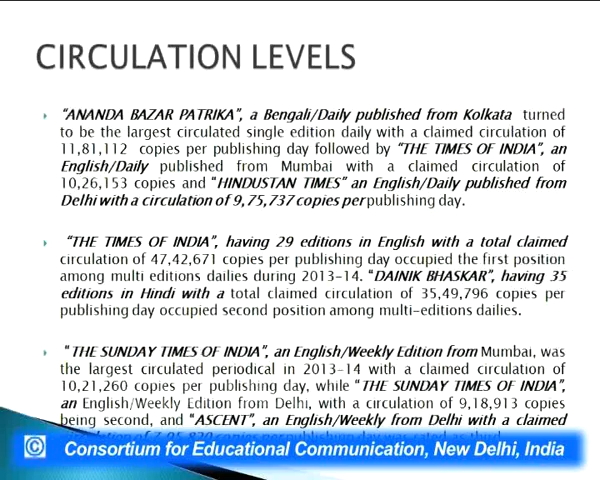 CIRCULATION LEVELS
"ANANDA BAZAR PATRIKA", a Bengali/Daily published from Kolkata turned
to be the largest circulated single edition daily with a claimed circulation of
11,81,112 copies per publishing day followed by "THE TIMES OF INDIA", an
English/Daily published from Mumbai with a claimed circulation of
10,26,153 copies and "HINDUSTAN TIMES" an English/Daily published from
Delhi with a circulation of 9,75,737 copies per publishing day.
"THE TIMES OF INDIA", having 29 editions in English with a total claimed
circulation of 47,42,671 copies per publishing day occupied the first position
among multi editions dailies during 2013-14. "DAINIK BHASKAR", having 35
editions in Hindi with a total claimed circulation of 35,49,796 copies per
publishing day occupied second position among multi-editions dailies.
"THE SUNDAY TIMES OF INDIA", an English/Weekly Edition from Mumbai, was
the largest circulated periodical in 2013-14 with a claimed circulation of
10,21,260 copies per publishing day, while "THE SUNDAY TIMES OF INDIA",
an English/Weekly Edition from Delhi, with a circulation of 9,18,913 copies
being second, and "ASCENT", an English/Weekly from Delhi with a claimed
circulation of copies per publishing day was rated as third.
© Consortium for Educational Communication, New Delhi, India